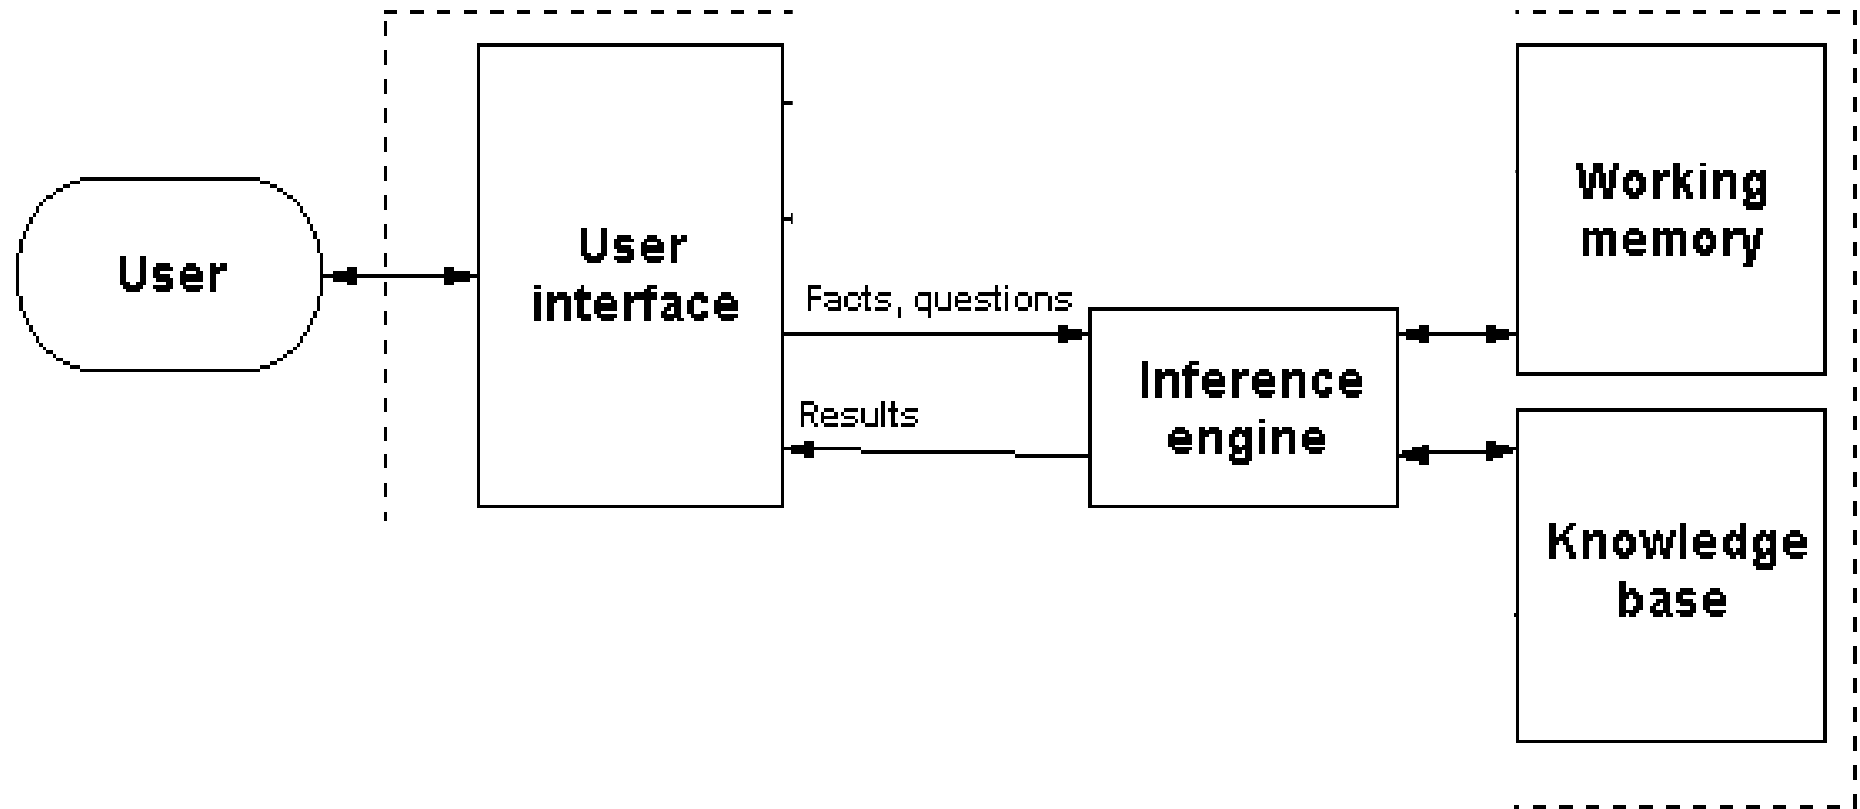 User
User
interface
Facts, questions
Results
Inference
engine
Working
memory
Knowledge
base